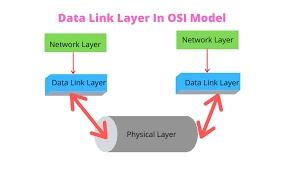 Data Link Layer In OSI Model
Network Layer
Network Layer
Data Link Layer
Data Link Layer
Physical Layer